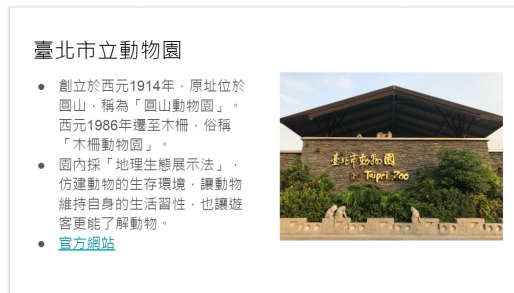 臺北市立動物園
● 創立於西元1914年，原址位於
圓山，稱為「圓山動物園」。
西元1986年遷至木柵，俗稱
「木柵動物園」。
● 園內採「地理生態展示法」，
仿建動物的生存環境，讓動物
維持自身的生活習性，也讓遊
客更能了解動物。
● 官方網站
臺北市動物園
Taipei Zoo